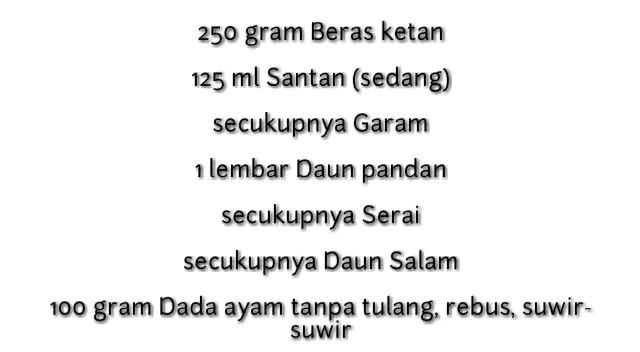 250 gram Beras ketan
125 ml Santan (sedang)
secukupnya Garam
1 lembar Daun pandan
secukupnya Serai
secukupnya Daun Salam
100 gram Dada ayam tanpa tulang, rebus, suwir-
suwir